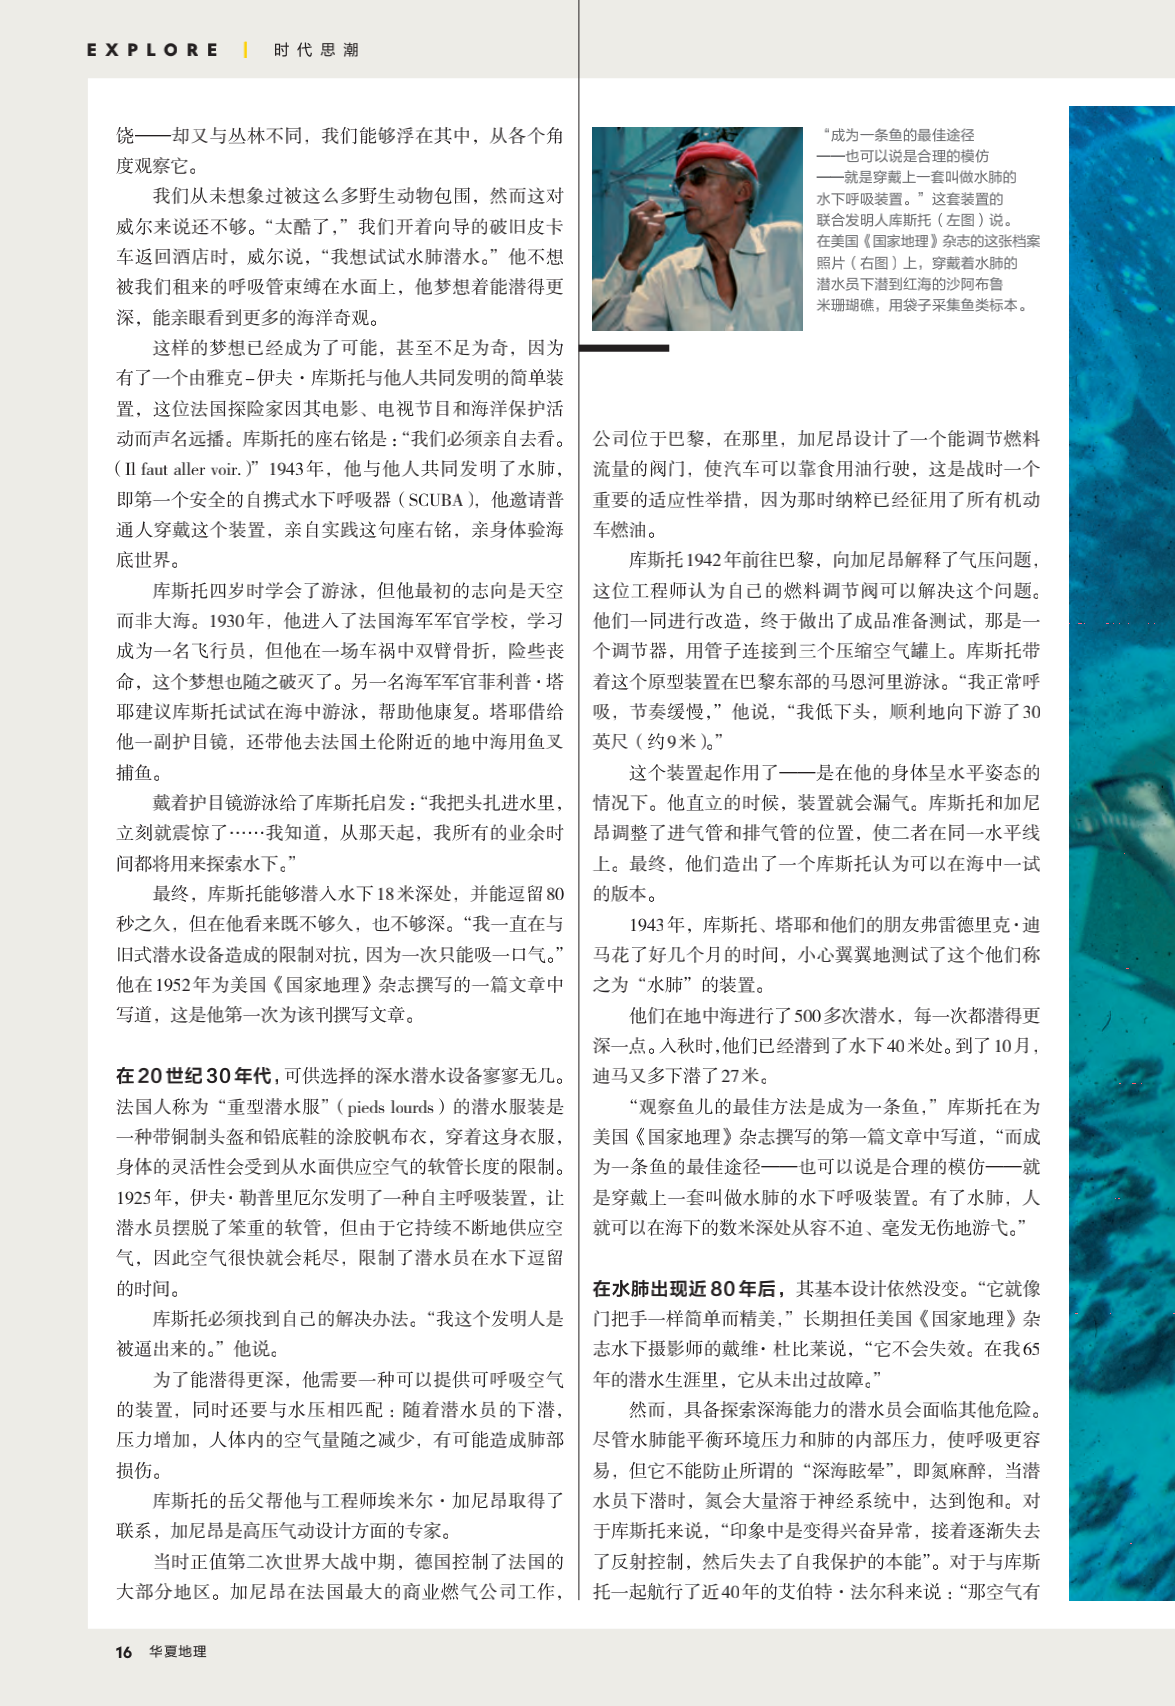 EXPLORE | 时代思潮
饶——却又与丛林不同，我们能够浮在其中，从各个角
度观察它。
我们从未想象过被这么多野生动物包围，然而这对
威尔来说还不够。“太酷了，”我们开着向导的破旧皮卡
车返回酒店时，威尔说，“我想试试水肺潜水。”他不想
被我们租来的呼吸管束缚在水面上，他梦想着能潜得更
深，能亲眼看到更多的海洋奇观。
这样的梦想已经成为了可能，甚至不足为奇，因为
有了一个由雅克–伊夫·库斯托与他人共同发明的简单装
置，这位法国探险家因其电影、电视节目和海洋保护活
动而声名远播。库斯托的座右铭是：“我们必须亲自去看。
（Il faut aller voir.）”1943年，他与他人共同发明了水肺，
即第一个安全的自携式水下呼吸器（SCUBA），他邀请普
通人穿戴这个装置，亲自实践这句座右铭，亲身体验海
底世界。
库斯托四岁时学会了游泳，但他最初的志向是天空
而非大海。1930年，他进入了法国海军军官学校，学习
成为一名飞行员，但他在一场车祸中双臂骨折，险些丧
命，这个梦想也随之破灭了。另一名海军军官菲利普·塔
耶建议库斯托试试在海中游泳，帮助他康复。塔耶借给
他一副护目镜，还带他去法国土伦附近的地中海用鱼叉
捕鱼。
戴着护目镜游泳给了库斯托启发：“我把头扎进水里，
立刻就震惊了……我知道，从那天起，我所有的业余时
间都将用来探索水下。”
最终，库斯托能够潜入水下18米深处，并能逗留80
秒之久，但在他看来既不够久，也不够深。“我一直在与
旧式潜水设备造成的限制对抗，因为一次只能吸一口气。”
他在1952年为美国《国家地理》杂志撰写的一篇文章中
写道，这是他第一次为该刊撰写文章。
在20世纪30年代，可供选择的深水潜水设备寥寥无几。
法国人称为“重型潜水服”（pieds lourds）的潜水服装是
一种带铜制头盔和铅底鞋的涂胶帆布衣，穿着这身衣服，
身体的灵活性会受到从水面供应空气的软管长度的限制。
1925年，伊夫·勒普里厄尔发明了一种自主呼吸装置，让
潜水员摆脱了笨重的软管，但由于它持续不断地供应空
气，因此空气很快就会耗尽，限制了潜水员在水下逗留
的时间。
库斯托必须找到自己的解决办法。“我这个发明人是
被逼出来的。”他说。
为了能潜得更深，他需要一种可以提供可呼吸空气
的装置，同时还要与水压相匹配：随着潜水员的下潜，
压力增加，人体内的空气量随之减少，有可能造成肺部
损伤。
库斯托的岳父帮他与工程师埃米尔·加尼昂取得了
联系，加尼昂是高压气动设计方面的专家。
当时正值第二次世界大战中期，德国控制了法国的
大部分地区。加尼昂在法国最大的商业燃气公司工作，
“成为一条鱼的最佳途径
——也可以说是合理的模仿
——就是穿戴上一套叫做水肺的
水下呼吸装置。”这套装置的
联合发明人库斯托（左图）说。
在美国《国家地理》杂志的这张档案
照片（右图）上，穿戴着水肺的
潜水员下潜到红海的沙阿布鲁
米珊瑚礁，用袋子采集鱼类标本。
公司位于巴黎，在那里，加尼昂设计了一个能调节燃料
流量的阀门，使汽车可以靠食用油行驶，这是战时一个
重要的适应性举措，因为那时纳粹已经征用了所有机动
车燃油。
库斯托1942年前往巴黎，向加尼昂解释了气压问题，
这位工程师认为自己的燃料调节阀可以解决这个问题。
他们一同进行改造，终于做出了成品准备测试，那是一
个调节器，用管子连接到三个压缩空气罐上。库斯托带
着这个原型装置在巴黎东部的马恩河里游泳。“我正常呼
吸，节奏缓慢，”他说，“我低下头，顺利地向下游了30
英尺（约9米）。”
这个装置起作用了——是在他的身体呈水平姿态的
情况下。他直立的时候，装置就会漏气。库斯托和加尼
昂调整了进气管和排气管的位置，使二者在同一水平线
上。最终，他们造出了一个库斯托认为可以在海中一试
的版本。
1943年，库斯托、塔耶和他们的朋友弗雷德里克·迪
马花了好几个月的时间，小心翼翼地测试了这个他们称
之为“水肺”的装置。
他们在地中海进行了500多次潜水，每一次都潜得更
深一点。入秋时，他们已经潜到了水下40米处。到了10月，
迪马又多下潜了27米。
“观察鱼儿的最佳方法是成为一条鱼，”库斯托在为
美国《国家地理》杂志撰写的第一篇文章中写道，“而成
为一条鱼的最佳途径——也可以说是合理的模仿——就
是穿戴上一套叫做水肺的水下呼吸装置。有了水肺，人
就可以在海下的数米深处从容不迫、毫发无伤地游弋。”
在水肺出现近80年后，其基本设计依然没变。“它就像
门把手一样简单而精美，”长期担任美国《国家地理》杂
志水下摄影师的戴维·杜比莱说，“它不会失效。在我65
年的潜水生涯里，它从未出过故障。”
然而，具备探索深海能力的潜水员会面临其他危险。
尽管水肺能平衡环境压力和肺的内部压力，使呼吸更容
易，但它不能防止所谓的“深海眩晕”，即氮麻醉，当潜
水员下潜时，氮会大量溶于神经系统中，达到饱和。对
于库斯托来说，“印象中是变得兴奋异常，接着逐渐失去
了反射控制，然后失去了自我保护的本能”。对于与库斯
托一起航行了近40年的艾伯特·法尔科来说：“那空气有
16 华夏地理